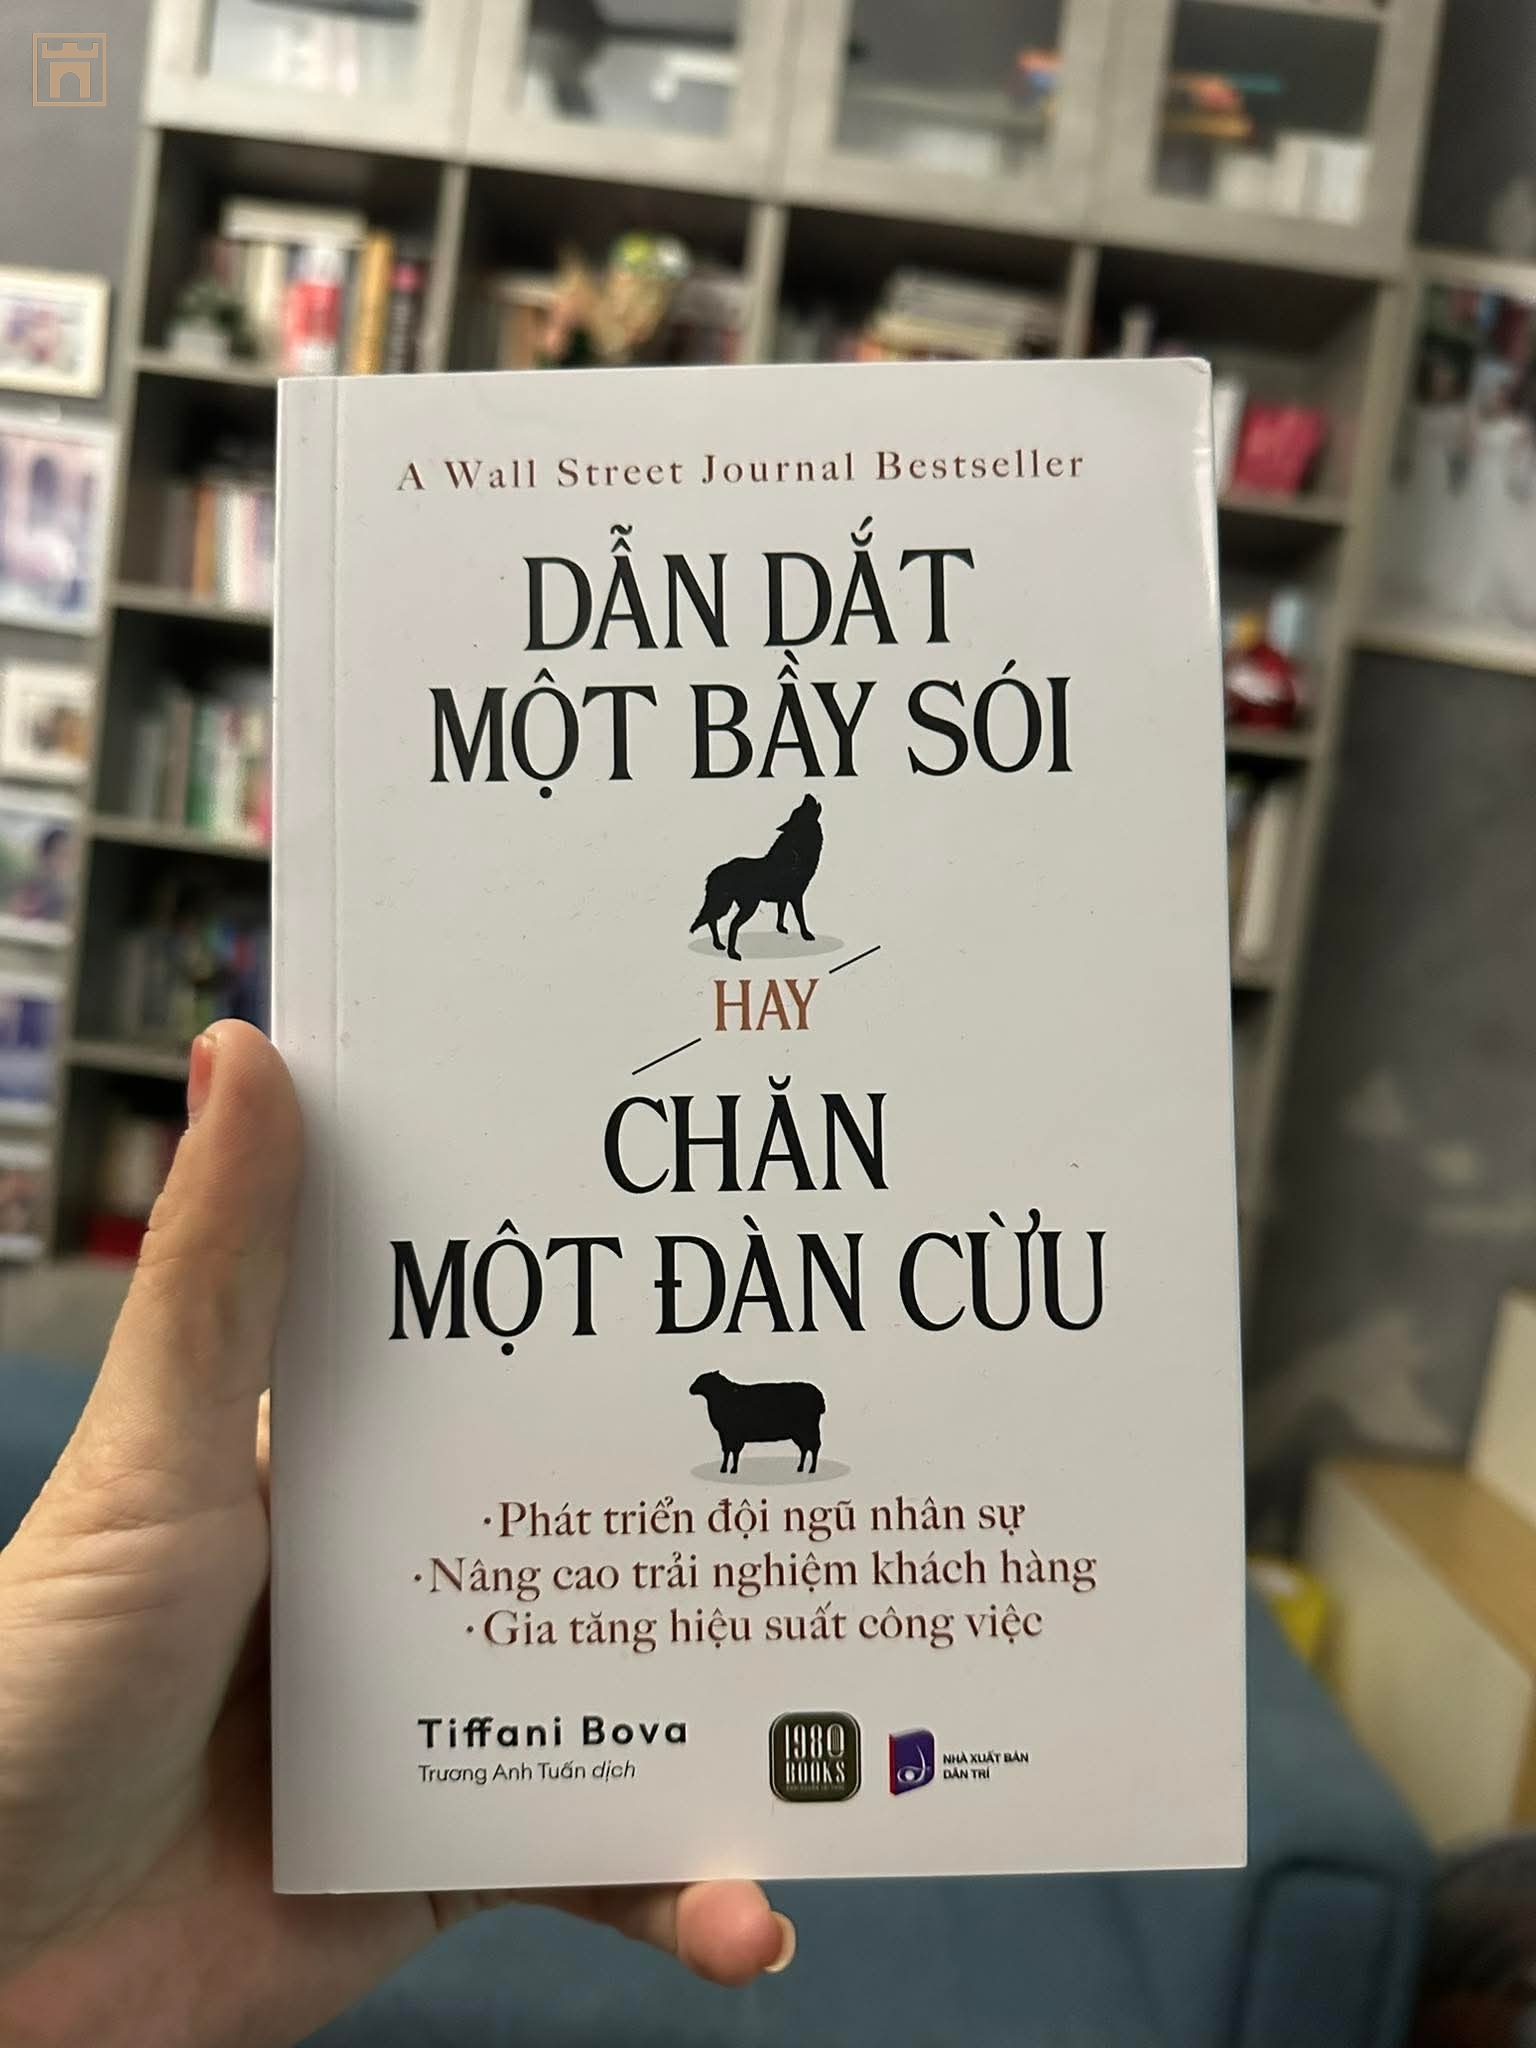 A Wall Street Journal Bestseller
DẪN DẮT
MỘT BẦY SÓI
HAY
CHĂN
MỘT ĐÀN CỪU
•Phát triển đội ngũ nhân sự
•Nâng cao trải nghiệm khách hàng
•Gia tăng hiệu suất công việc
Tiffani Bova
Trương Anh Tuấn dịch
1980
BOOKS
NHÀ XUẤT BẢN
DÂN TRÍ